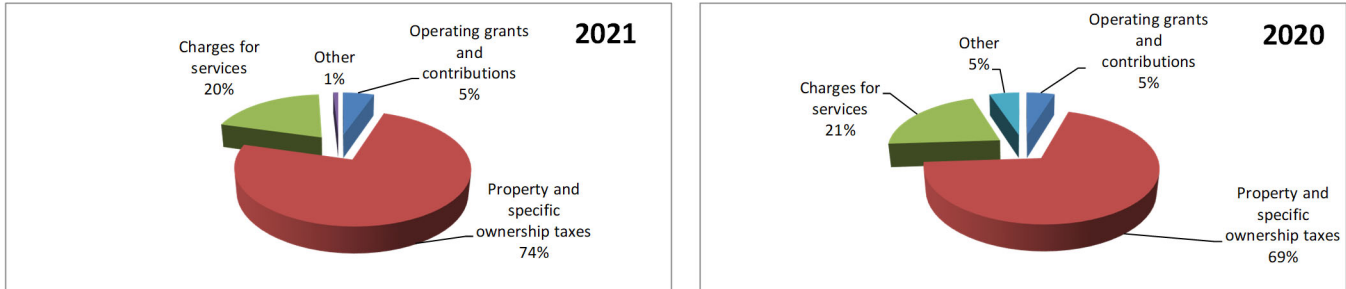 2021
Operating grants
and
contributions
5%
Other
1%
Charges for
services
20%
Property and
specific
ownership taxes
74%
2020
Operating grants
and
contributions
5%
Other
5%
Charges for
services
21%
Property and
specific
ownership taxes
69%